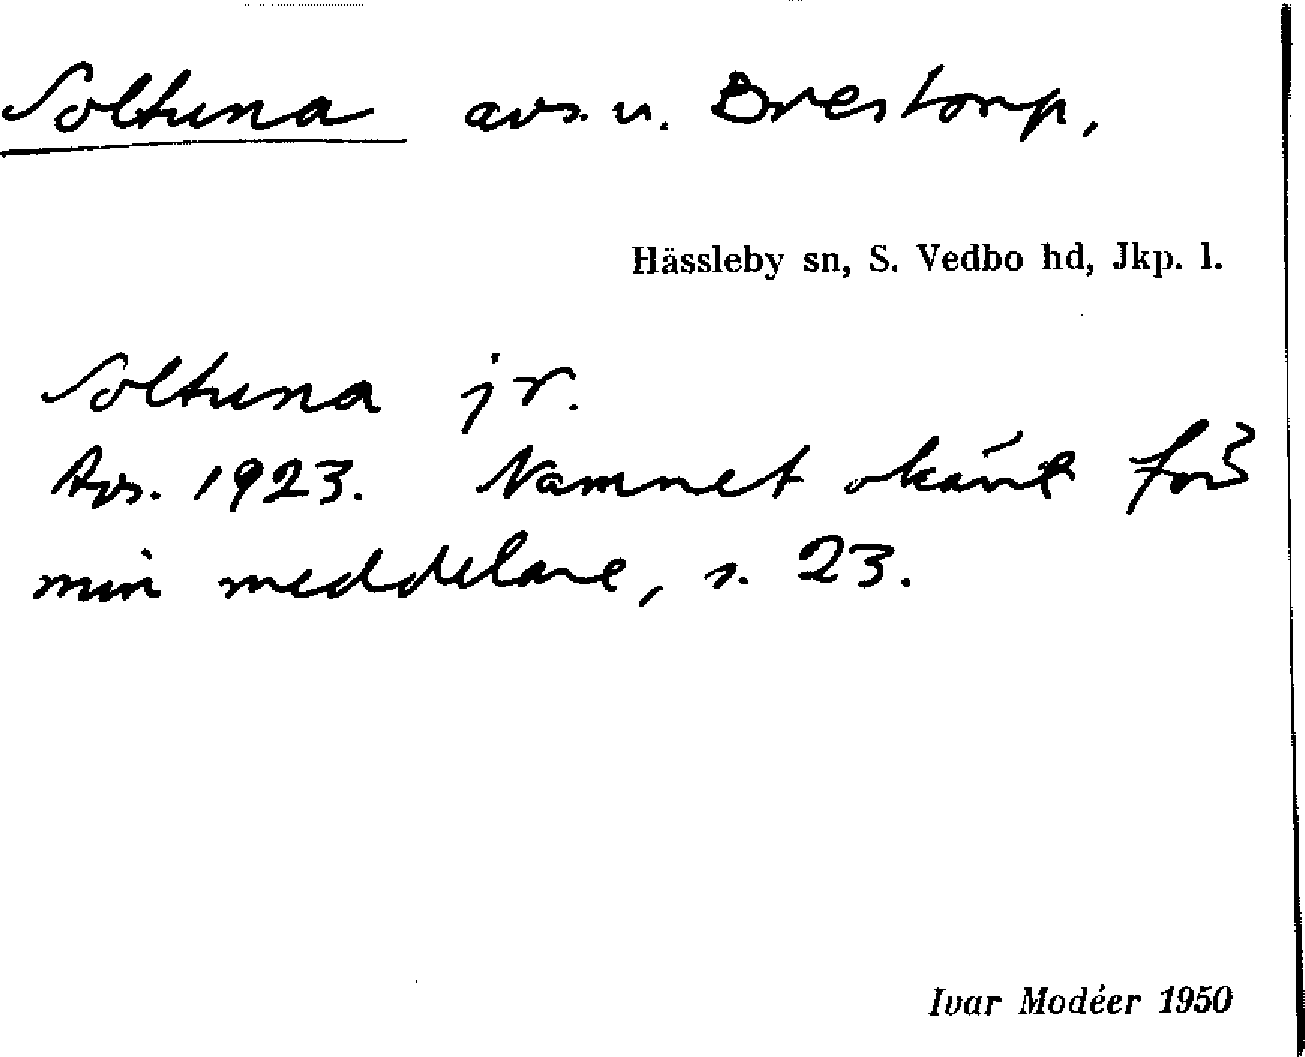 Soltuna avs. u. Brestorp,
Hässleby sn, S. Vedbo hd, Jkp. l.
Soltuna jr.
Avs. 1923. Namnet okänt för
min meddelare, s. 23.
Ivar Modéer 1950